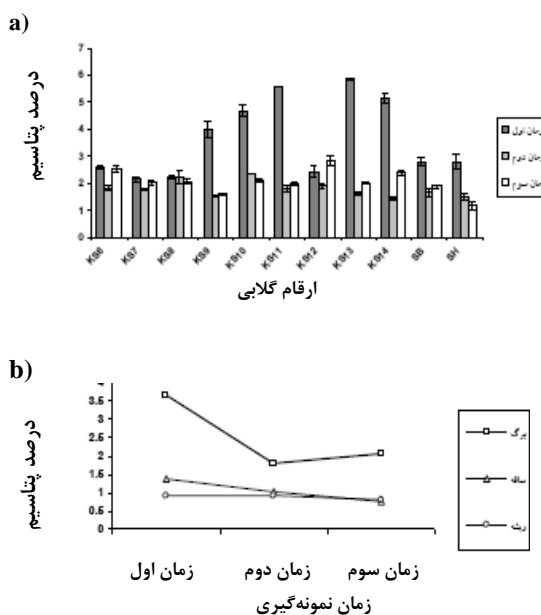 a)
درصد پتاسیم
7
6
5
4
3
2
1
0
زمان اول
زمان دوم
زمان سوم
KS6 KS7 KS8 KS9 KS10 KS11 KS12 KS13 KS14 SB SH
ارقام گلابی
b)
درصد پتاسیم
4
3.5
3
2.5
2
1.5
1
0.5
0
برگ
ساقه
ریشه
زمان اول زمان دوم زمان سوم
زمان نمونه‌گیری